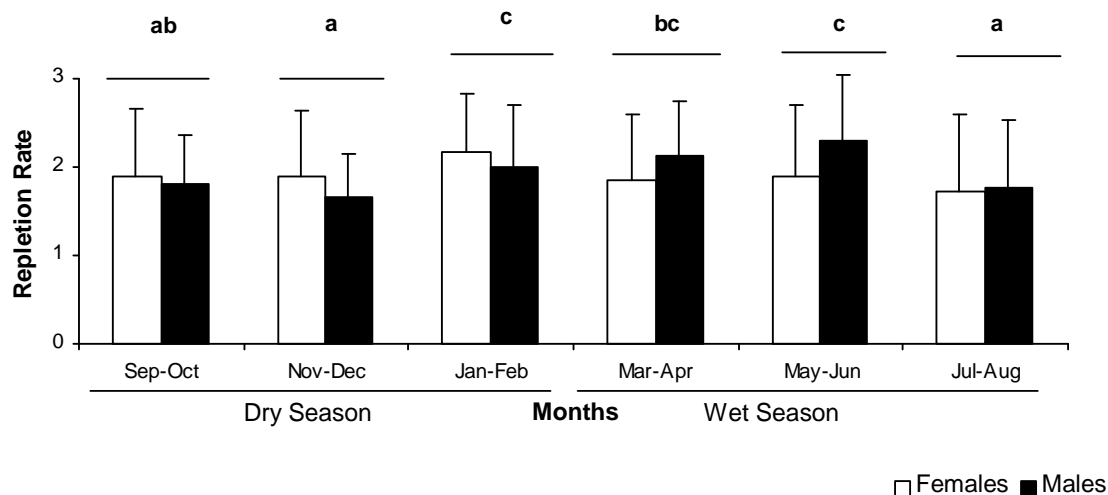 ab a c bc c a
Repletion Rate
3
2
1
0
Sep-Oct Nov-Dec Jan-Feb Mar-Apr May-Jun Jul-Aug
Dry Season Months Wet Season
Females Males